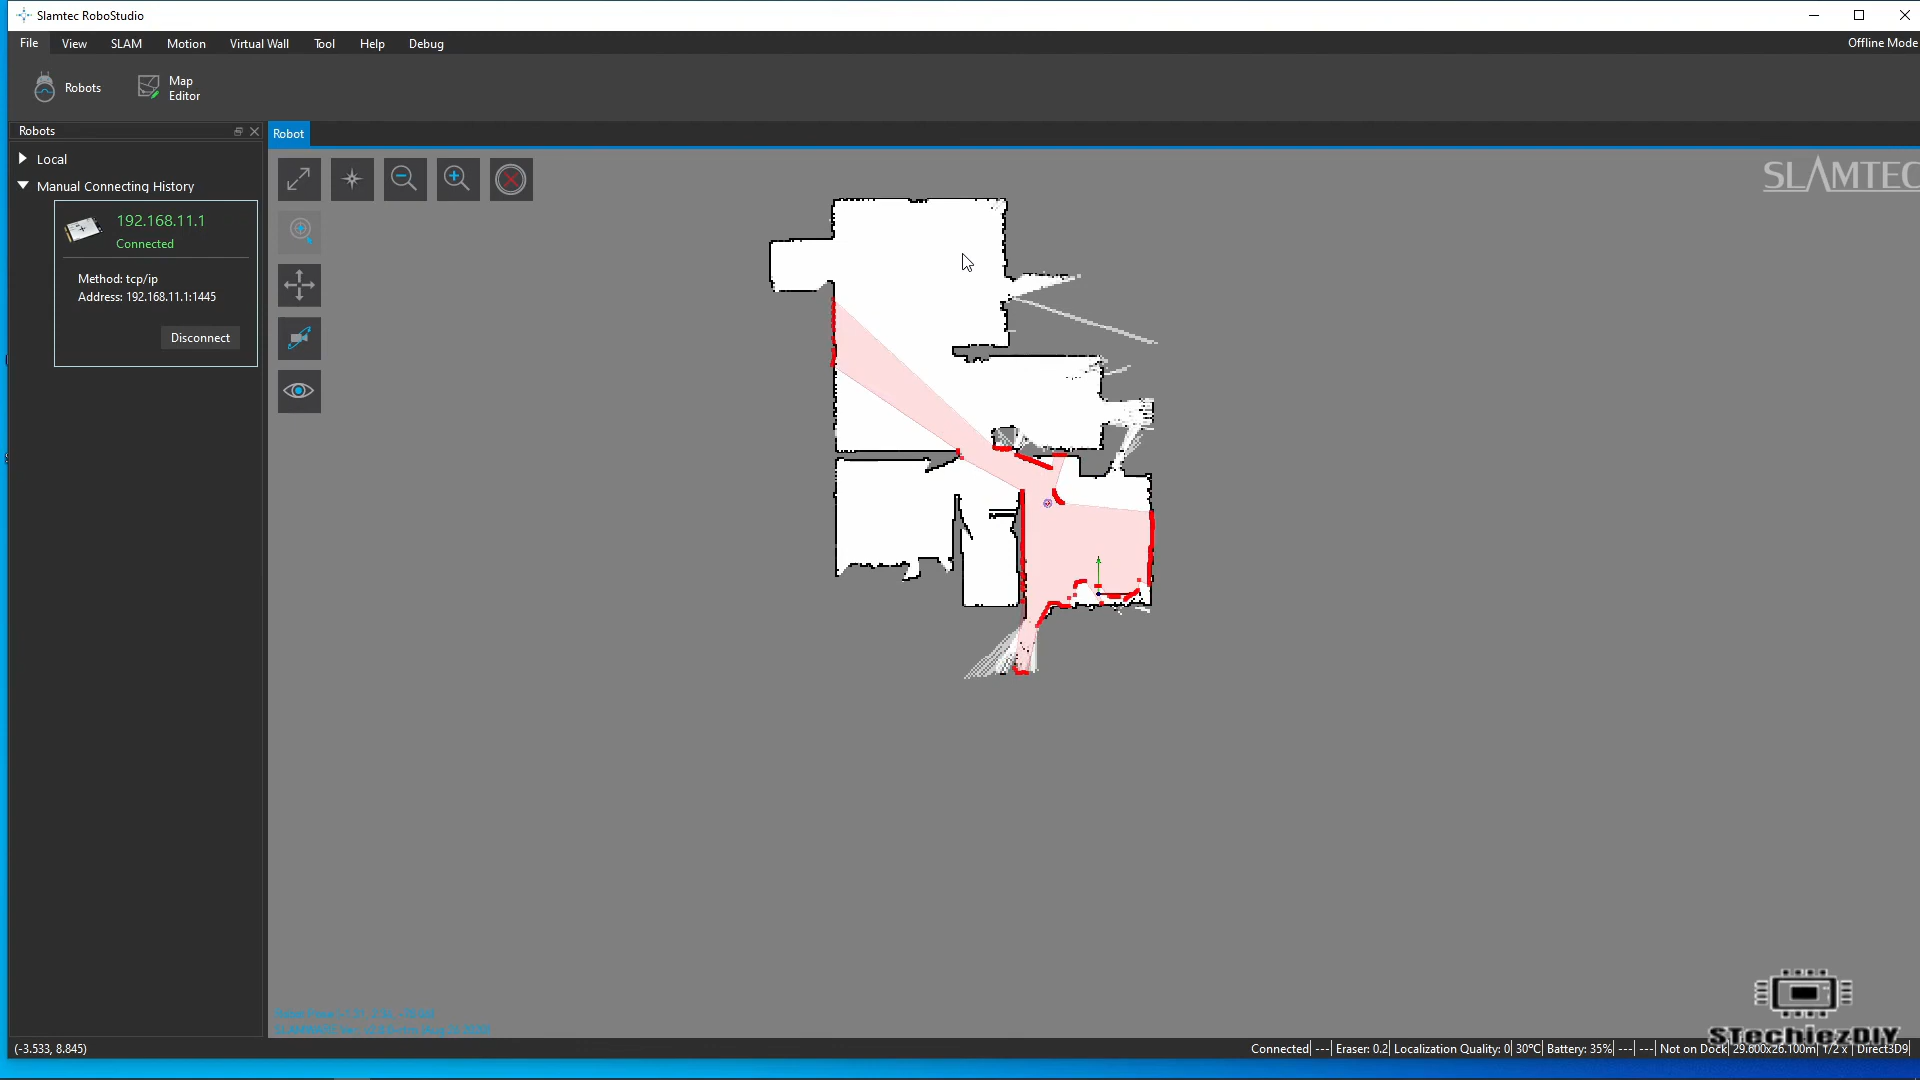 Slamtec RoboStudio
File View SLAM Motion Virtual Wall Tool Help Debug
Offline Mode
Robots
Map
Editor
Robots
Robot
Local
Manual Connecting History
192.168.11.1
Connected
Method: tcp/ip
Address: 192.168.11.1:1445
Disconnect
SLAMTEC
STechiezDIY
(-3.533, 8.845)
Connected| ---| Eraser: 0.2| Localization Quality: 0| 30°C| Battery: 35%| ---| ---| Not on Dock| 29.600x26.100m| 1/2 x | Direct3D9|